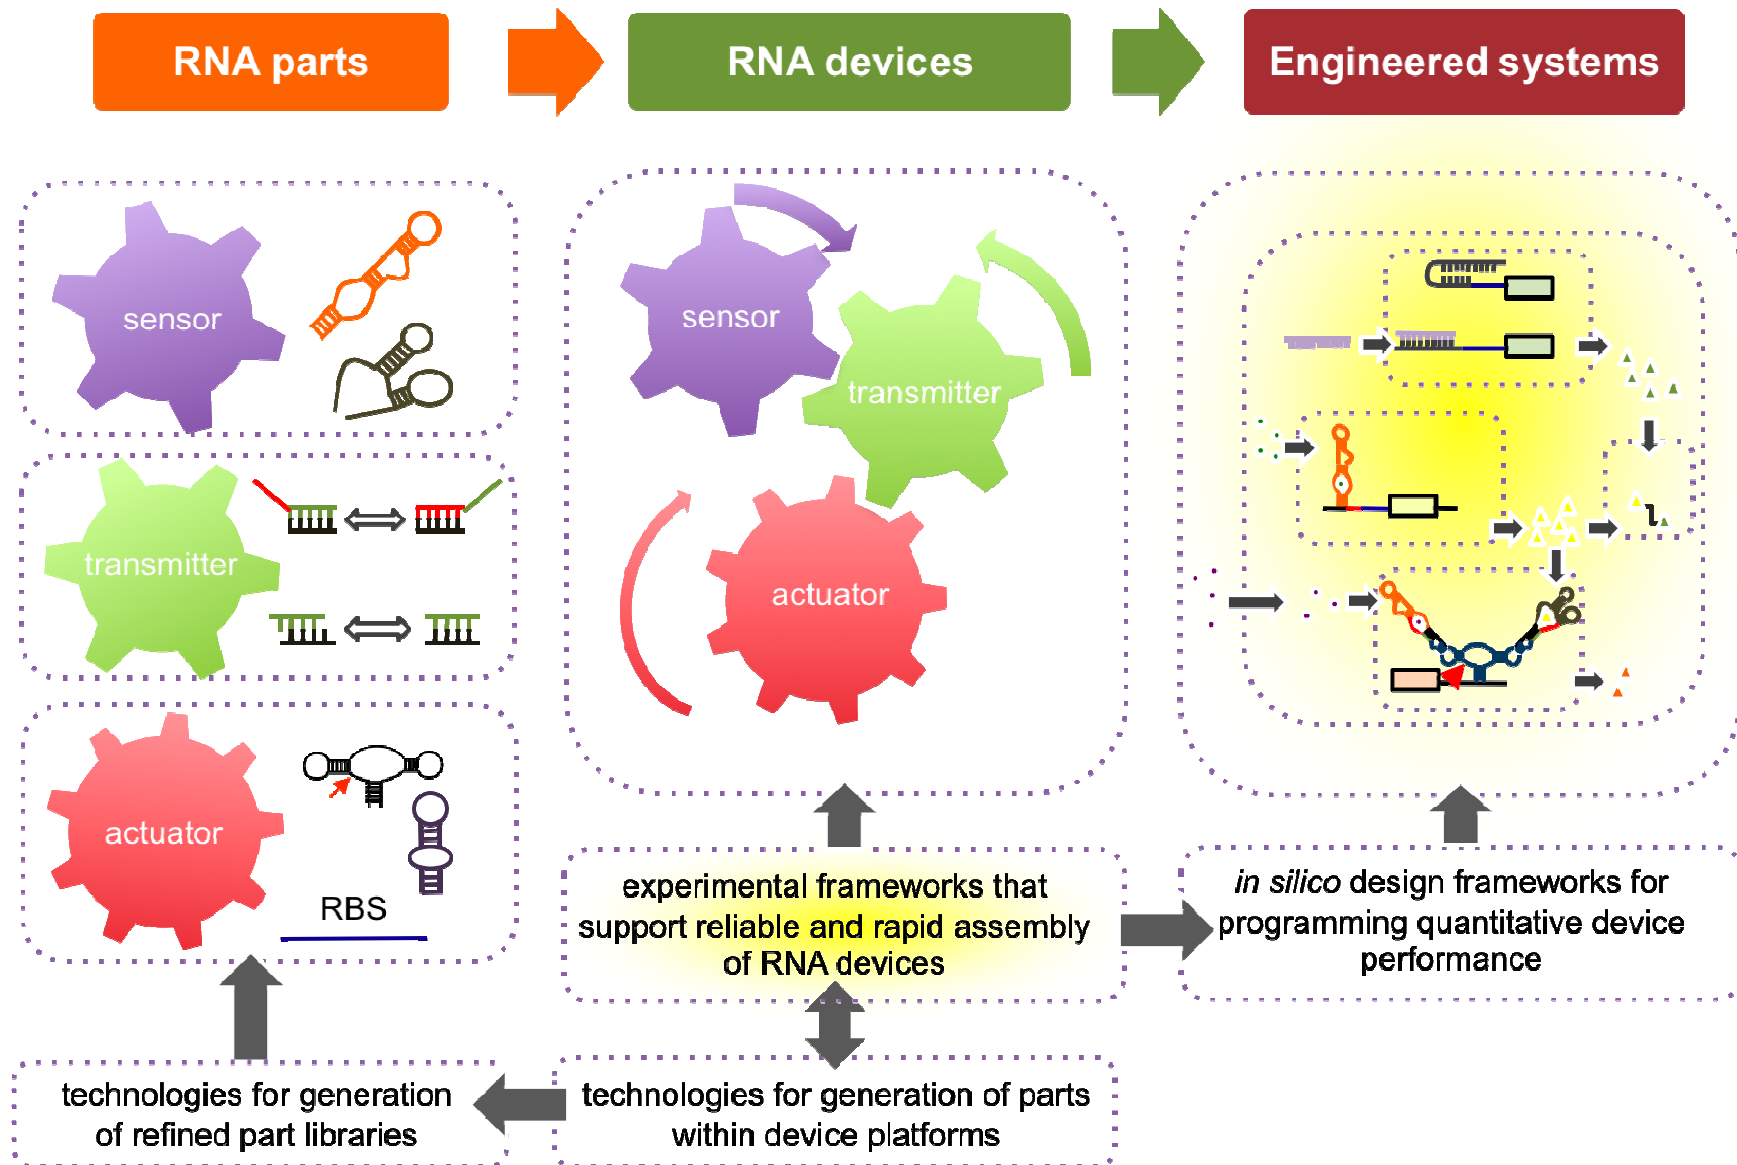 RNA parts
RNA devices
Engineered systems
sensor
transmitter
actuator
RBS
sensor
transmitter
actuator
experimental frameworks that
support reliable and rapid assembly
of RNA devices
in silico design frameworks for
programming quantitative device
performance
technologies for generation
of refined part libraries
technologies for generation of parts
within device platforms